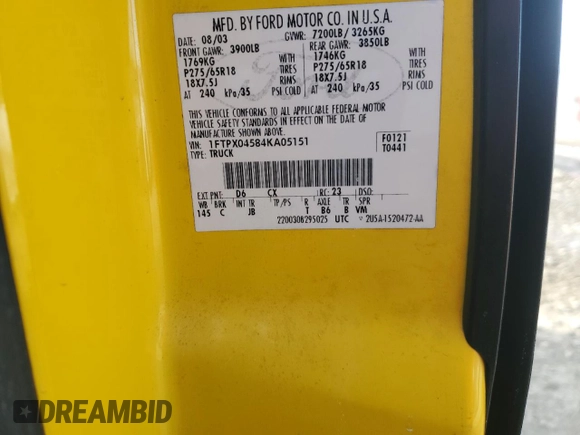 MFD. BY FORD MOTOR CO. IN U.S.A.
DATE: 08/03 GVWR: 7200LB/ 3265KG
FRONT GAWR: 3900LB REAR GAWR: 3850LB
1769KG WITH 1746KG WITH
P275/65R18 TIRES P275/65R18 TIRES
18X7.5J RIMS 18X7.5J RIMS
AT 240 kPa/35 PSI COLD AT 240 kPa/35 PSI COLD
THIS VEHICLE CONFORMS TO ALL APPLICABLE FEDERAL MOTOR
VEHICLE SAFETY STANDARDS IN EFFECT ON THE DATE OF
MANUFACTURE SHOWN ABOVE.
VIN: 1FTPX04584KA05151 F0121
TYPE: TRUCK T0441
EXT PNT: D6 CX RC: 23 DSO:
WB BRK INT TR TP/PS R AXLE TR SPR
145 C JB T B6 B VM
2200308295025 UTC 2U5A-1520472-AA
DREAMBID